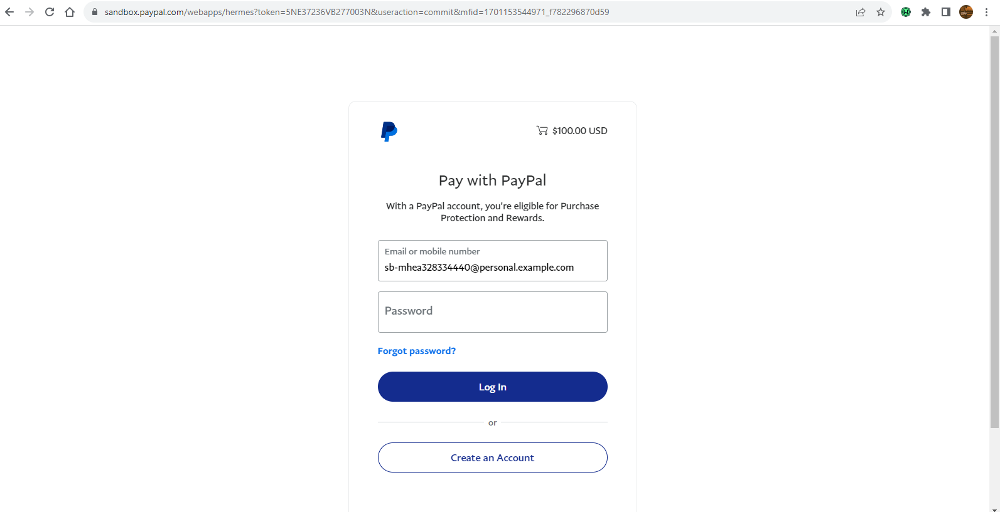 sandbox.paypal.com/webapps/hermes?token=5NE37236VB277003N&useraction=commit&mfid=1701153544971_f782296870d59
$100.00 USD
Pay with PayPal
With a PayPal account, you're eligible for Purchase
Protection and Rewards.
Email or mobile number
sb-mhea328334440@personal.example.com
Password
Forgot password?
Log In
or
Create an Account